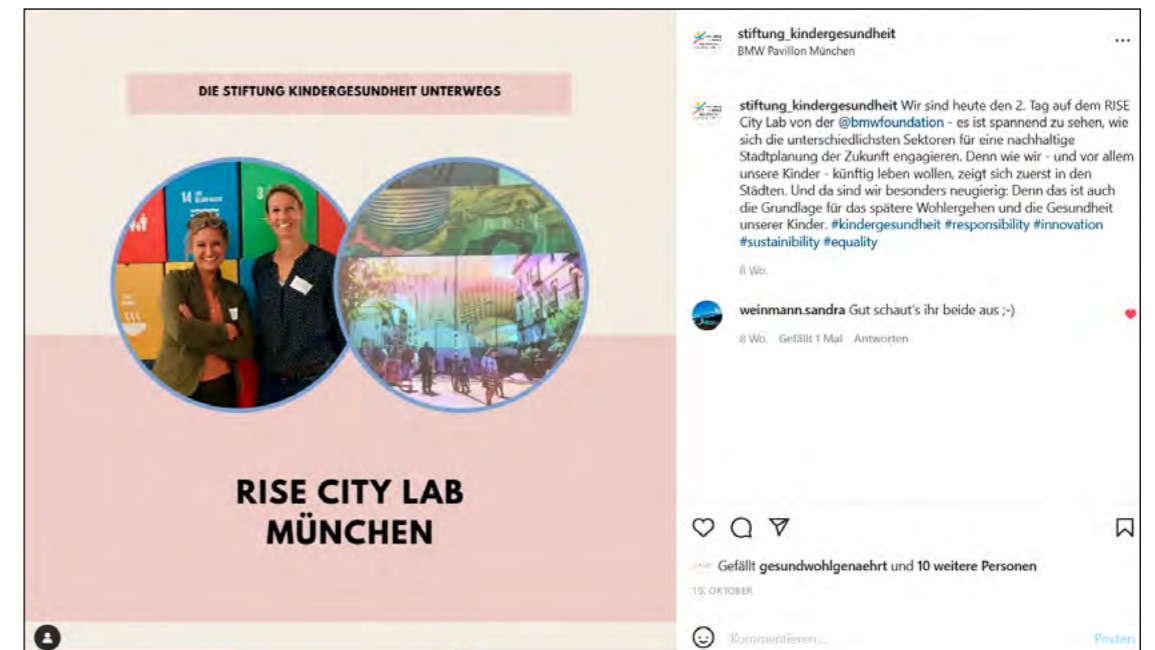 DIE STIFTUNG KINDERGESUNDHEIT UNTERWEGS
14
3
RISE CITY LAB
MÜNCHEN
stiftung_kindergesundheit
BMW Pavillon München
stiftung_kindergesundheit Wir sind heute den 2. Tag auf dem RISE
City Lab von der @bmwfoundation - es ist spannend zu sehen, wie
sich die unterschiedlichsten Sektoren für eine nachhaltige
Stadtplanung der Zukunft engagieren. Denn wie wir - und vor allem
unsere Kinder - künftig leben wollen, zeigt sich zuerst in den
Städten. Und da sind wir besonders neugierig: Denn das ist auch
die Grundlage für das spätere Wohlergehen und die Gesundheit
unserer Kinder. #kindergesundheit #responsibility #innovation
#sustainibility #equality
8 Wo.
weinmann.sandra Gut schaut's ihr beide aus ;-)
8 Wo. Gefällt 1 Mal Antworten
Gefällt gesundwohlgenaehrt und 10 weitere Personen
OKTOBER
Kommentieren...
Posten